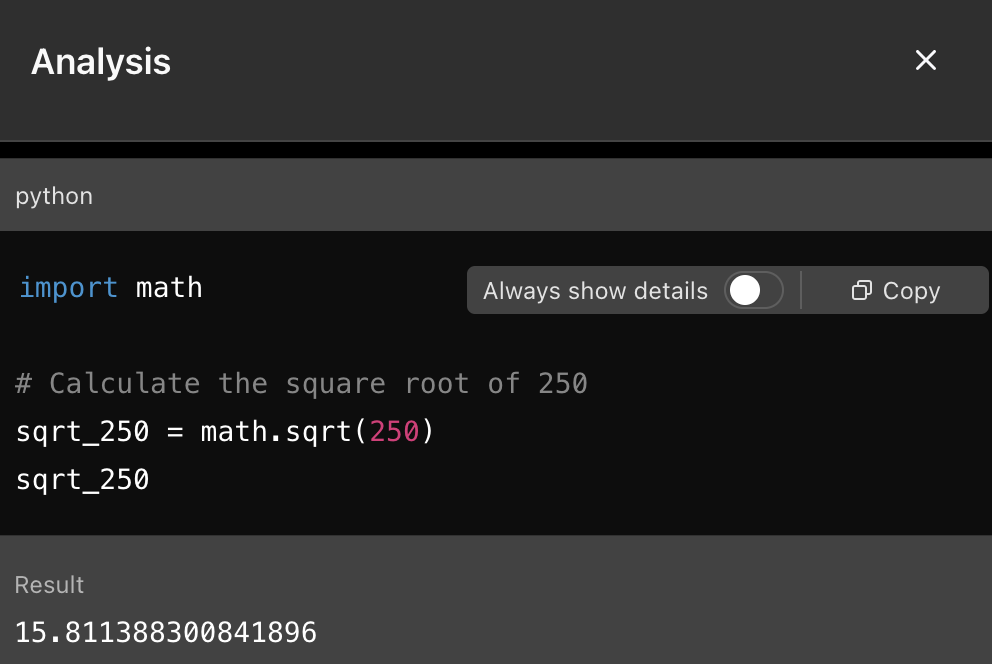 Analysis
python
import math
Always show details
Copy
# Calculate the square root of 250
sqrt_250 = math.sqrt(250)
sqrt_250
Result
15.811388300841896